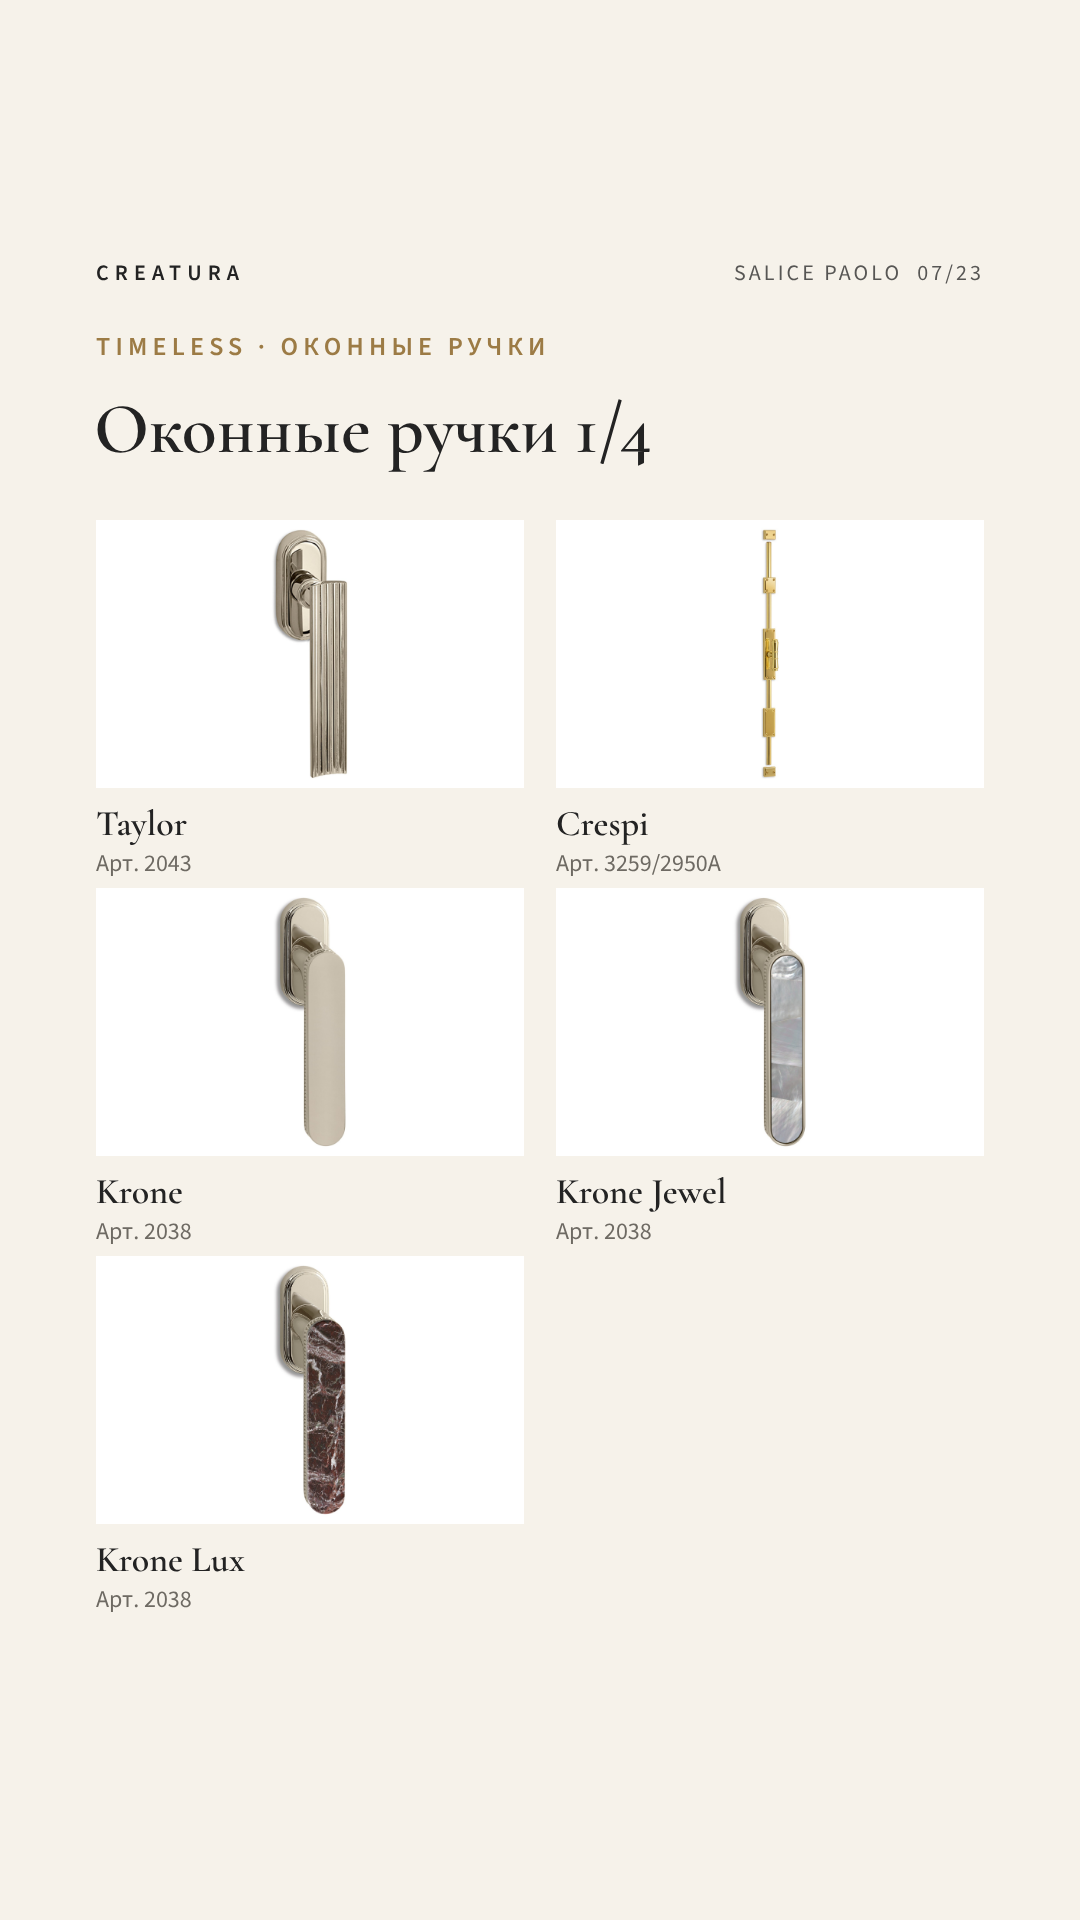 CREATURA
SALICE PAOLO 07/23
TIMELESS · ОКОННЫЕ РУЧКИ
Оконные ручки 1/4
Taylor
Арт. 2043
Crespi
Арт. 3259/2950A
Krone
Арт. 2038
Krone Jewel
Арт. 2038
Krone Lux
Арт. 2038